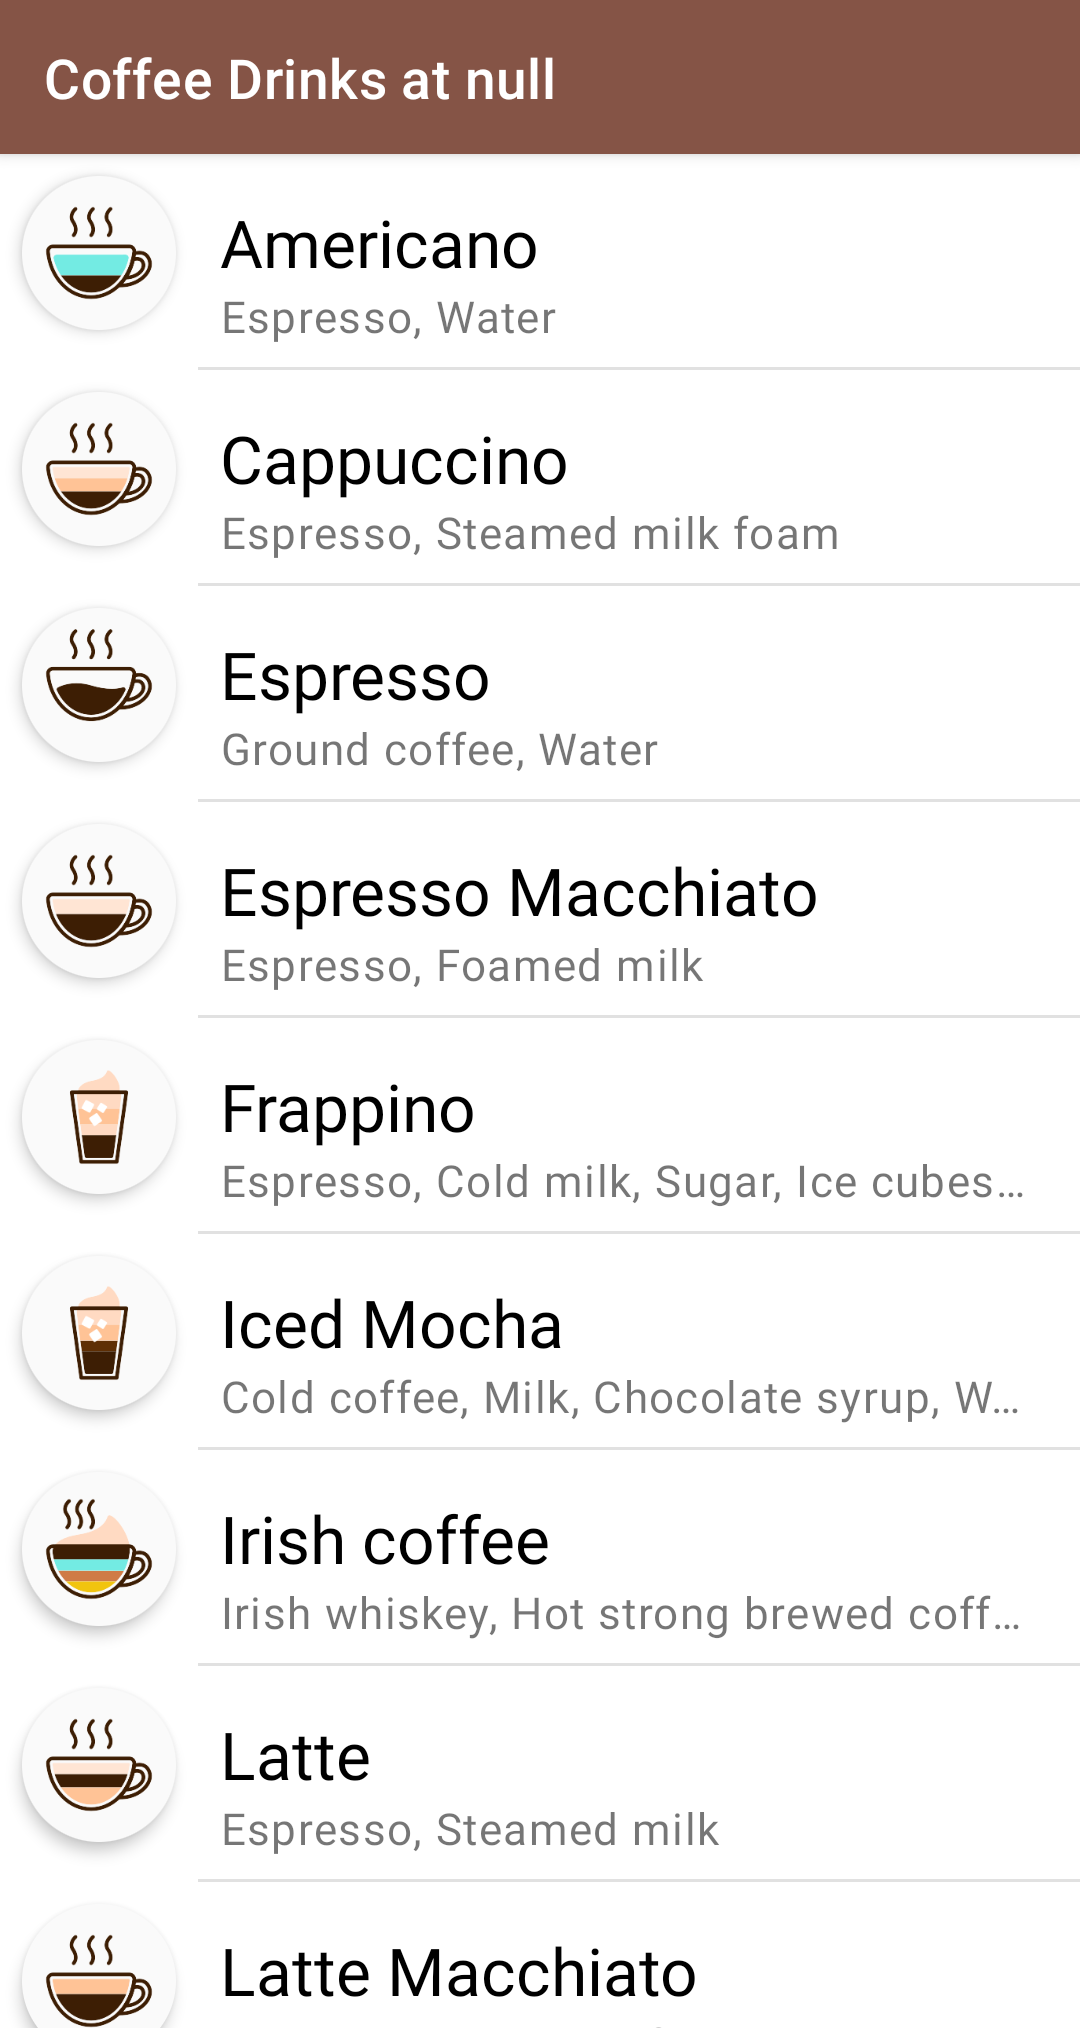 Coffee Drinks at null
Americano
Espresso, Water
Cappuccino
Espresso, Steamed milk foam
Espresso
Ground coffee, Water
Espresso Macchiato
Espresso, Foamed milk
Frappino
Espresso, Cold milk, Sugar, Ice cubes…
Iced Mocha
Cold coffee, Milk, Chocolate syrup, W…
Irish coffee
Irish whiskey, Hot strong brewed coff…
Latte
Espresso, Steamed milk
Latte Macchiato